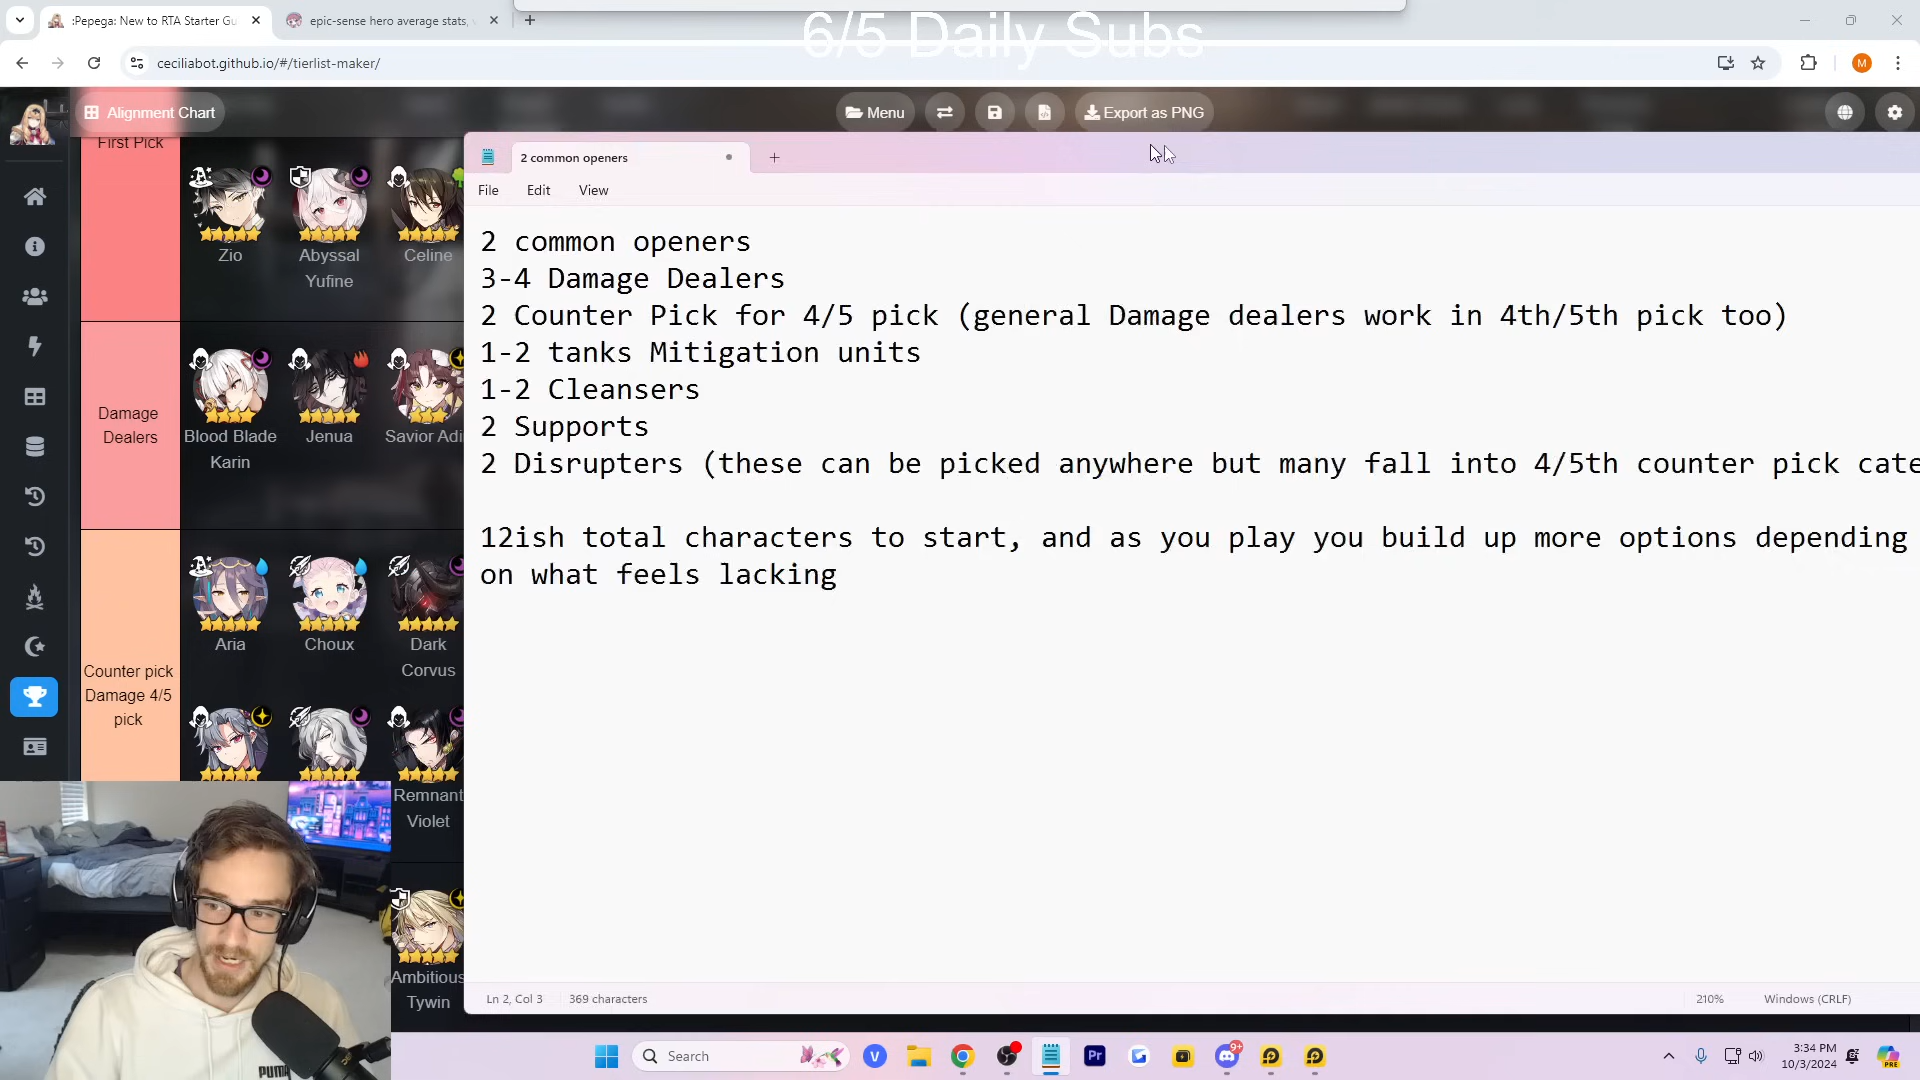 6/5 Daily Subs
:Pepega: New to RTA Starter Gu
epic-sense hero average stats,
ceciliabot.github.io/#/tierlist-maker/
M
Alignment Chart
Menu
Export as PNG
First Pick
Zio
Abyssal
Yufine
Celine
Damage
Dealers
Blood Blade
Karin
Jenua
Savior Adi
Counter pick
Damage 4/5
pick
Aria
Choux
Dark
Corvus
Remnant
Violet
Ambitious
Tywin
2 common openers
File
Edit
View
2 common openers
3-4 Damage Dealers
2 Counter Pick for 4/5 pick (general Damage dealers work in 4th/5th pick too)
1-2 tanks Mitigation units
1-2 Cleansers
2 Supports
2 Disrupters (these can be picked anywhere but many fall into 4/5th counter pick cate
12ish total characters to start, and as you play you build up more options depending
on what feels lacking
Ln 2, Col 3
369 characters
210%
Windows (CRLF)
PUMA
Search
V
Pr
9+
3:34 PM
10/3/2024
PRE